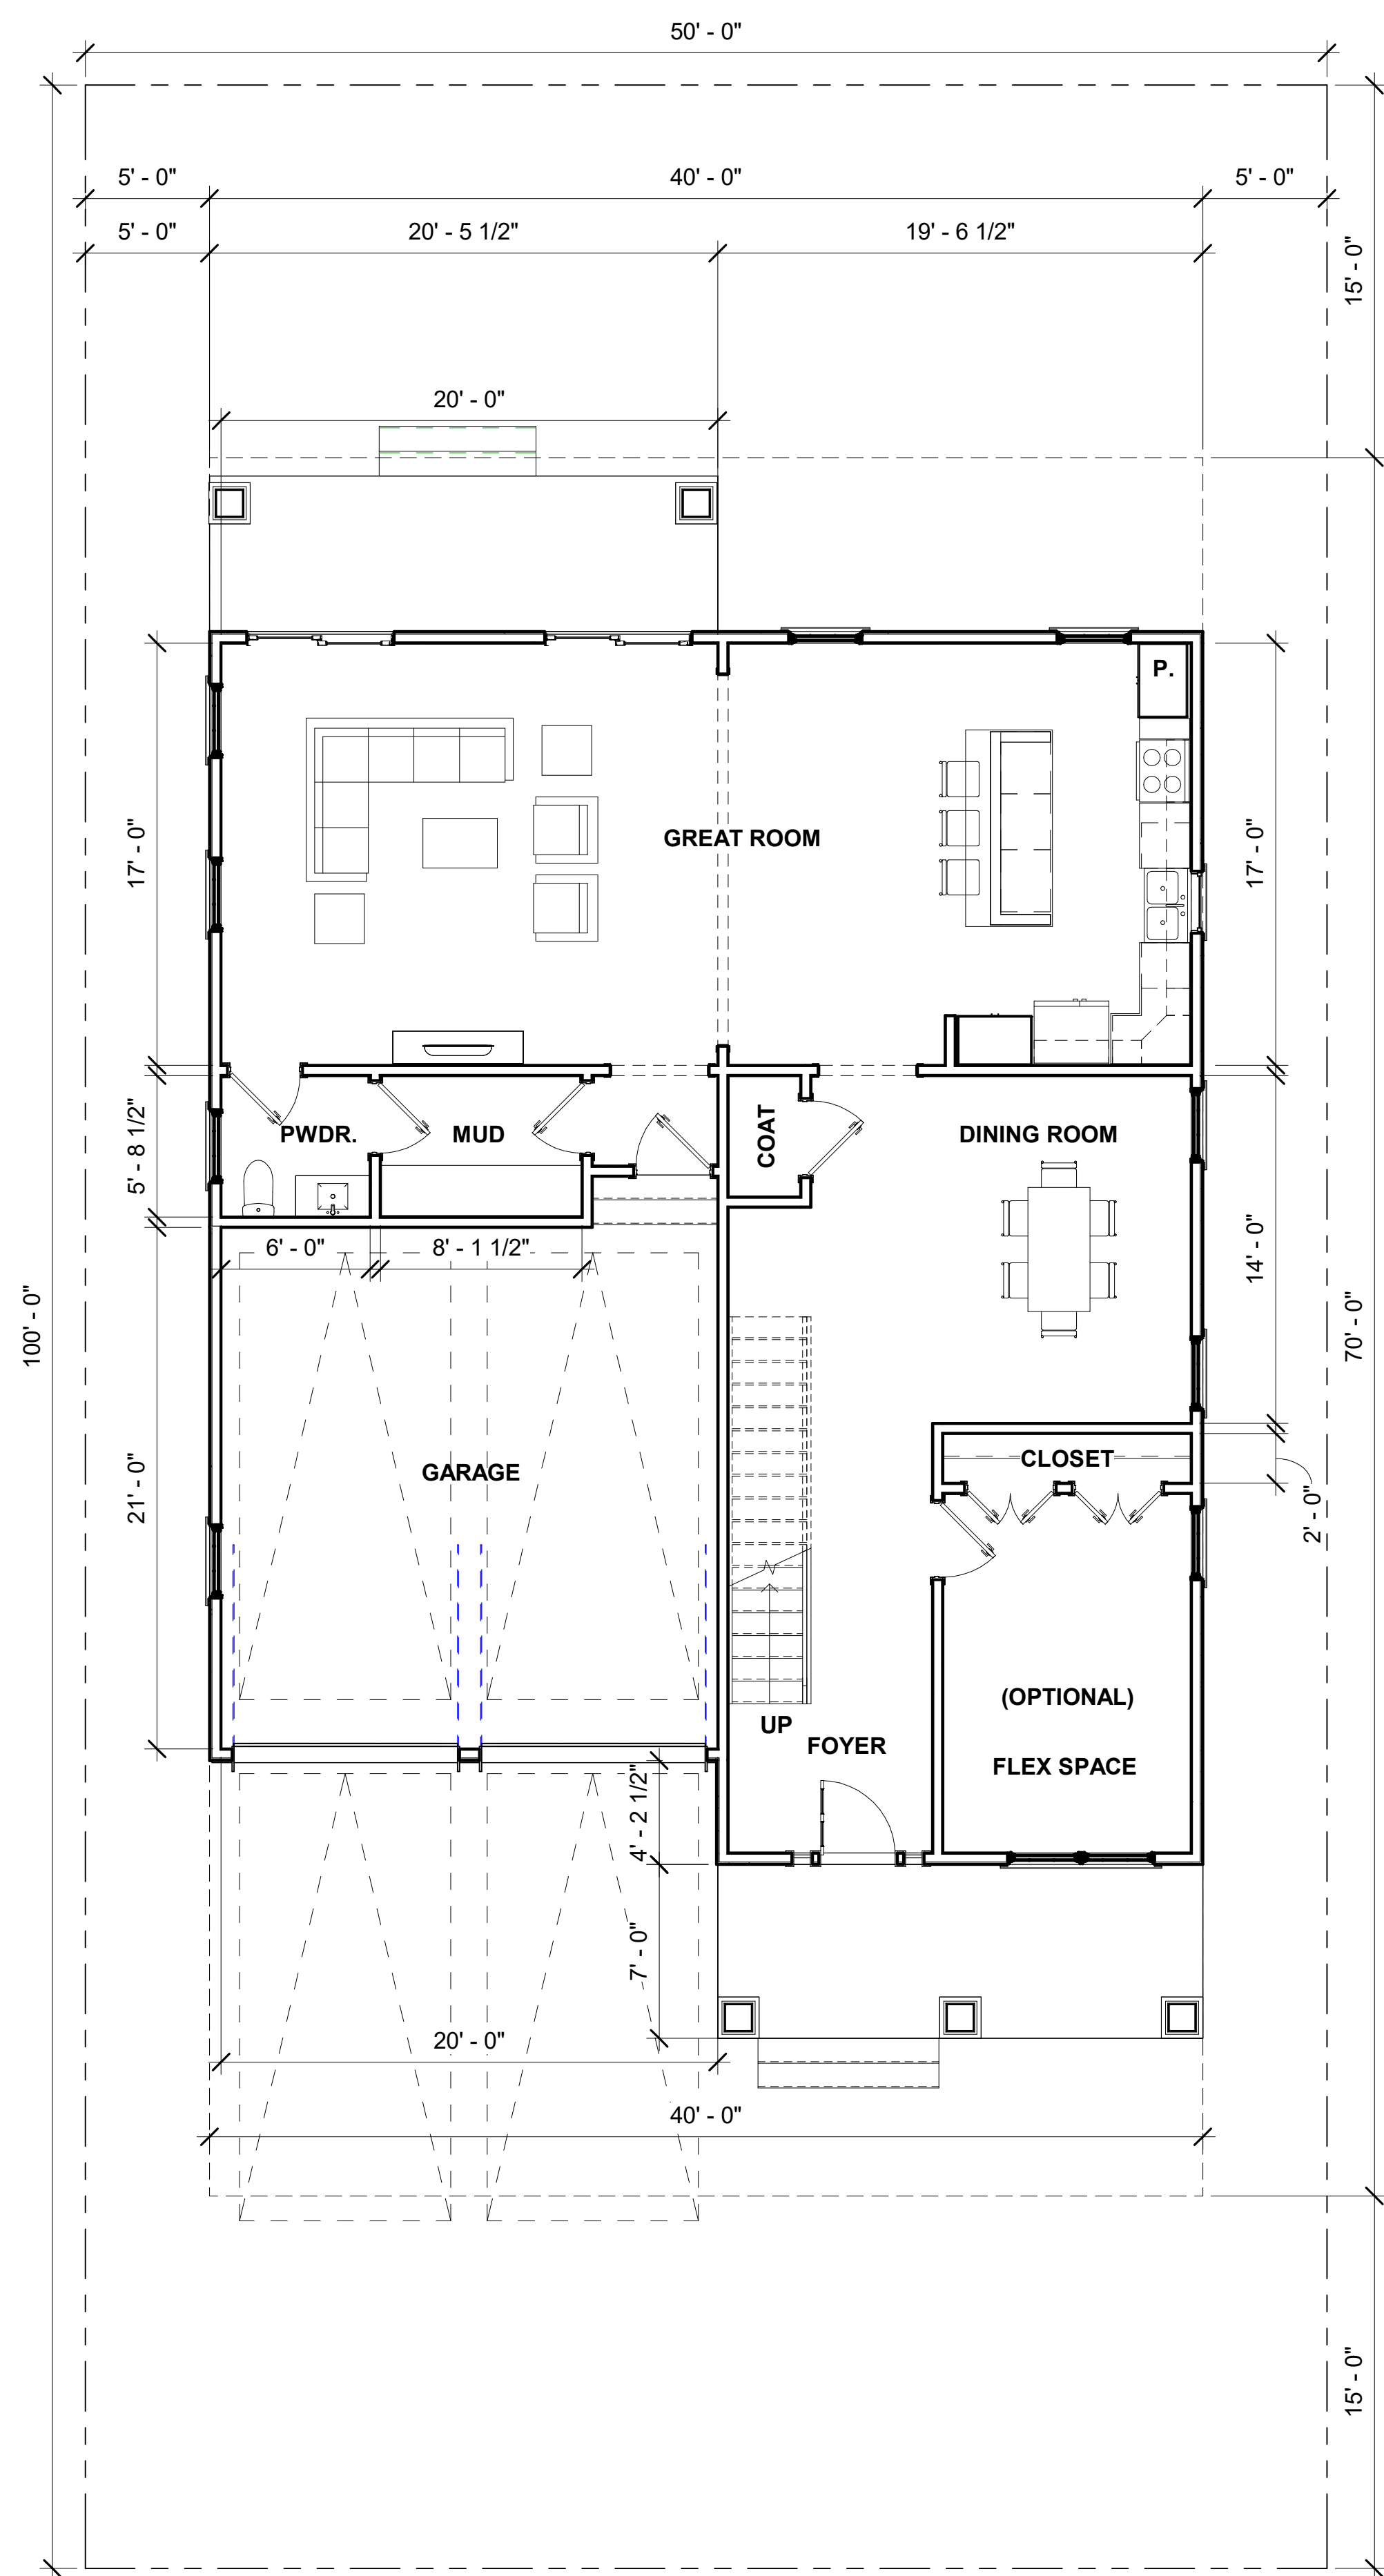 50' - 0"
5' - 0"
40' - 0"
5' - 0"
5' - 0"
20' - 5 1/2"
19' - 6 1/2"
15' - 0"
20' - 0"
P.
17' - 0"
GREAT ROOM
17' - 0"
5' - 8 1/2"
PWDR.
MUD
COAT
DINING ROOM
6' - 0"
8' - 1 1/2"
14' - 0"
100' - 0"
70' - 0"
21' - 0"
GARAGE
CLOSET
2' - 0"
(OPTIONAL)
UP
FOYER
FLEX SPACE
4' - 2 1/2"
7' - 0"
20' - 0"
40' - 0"
15' - 0"